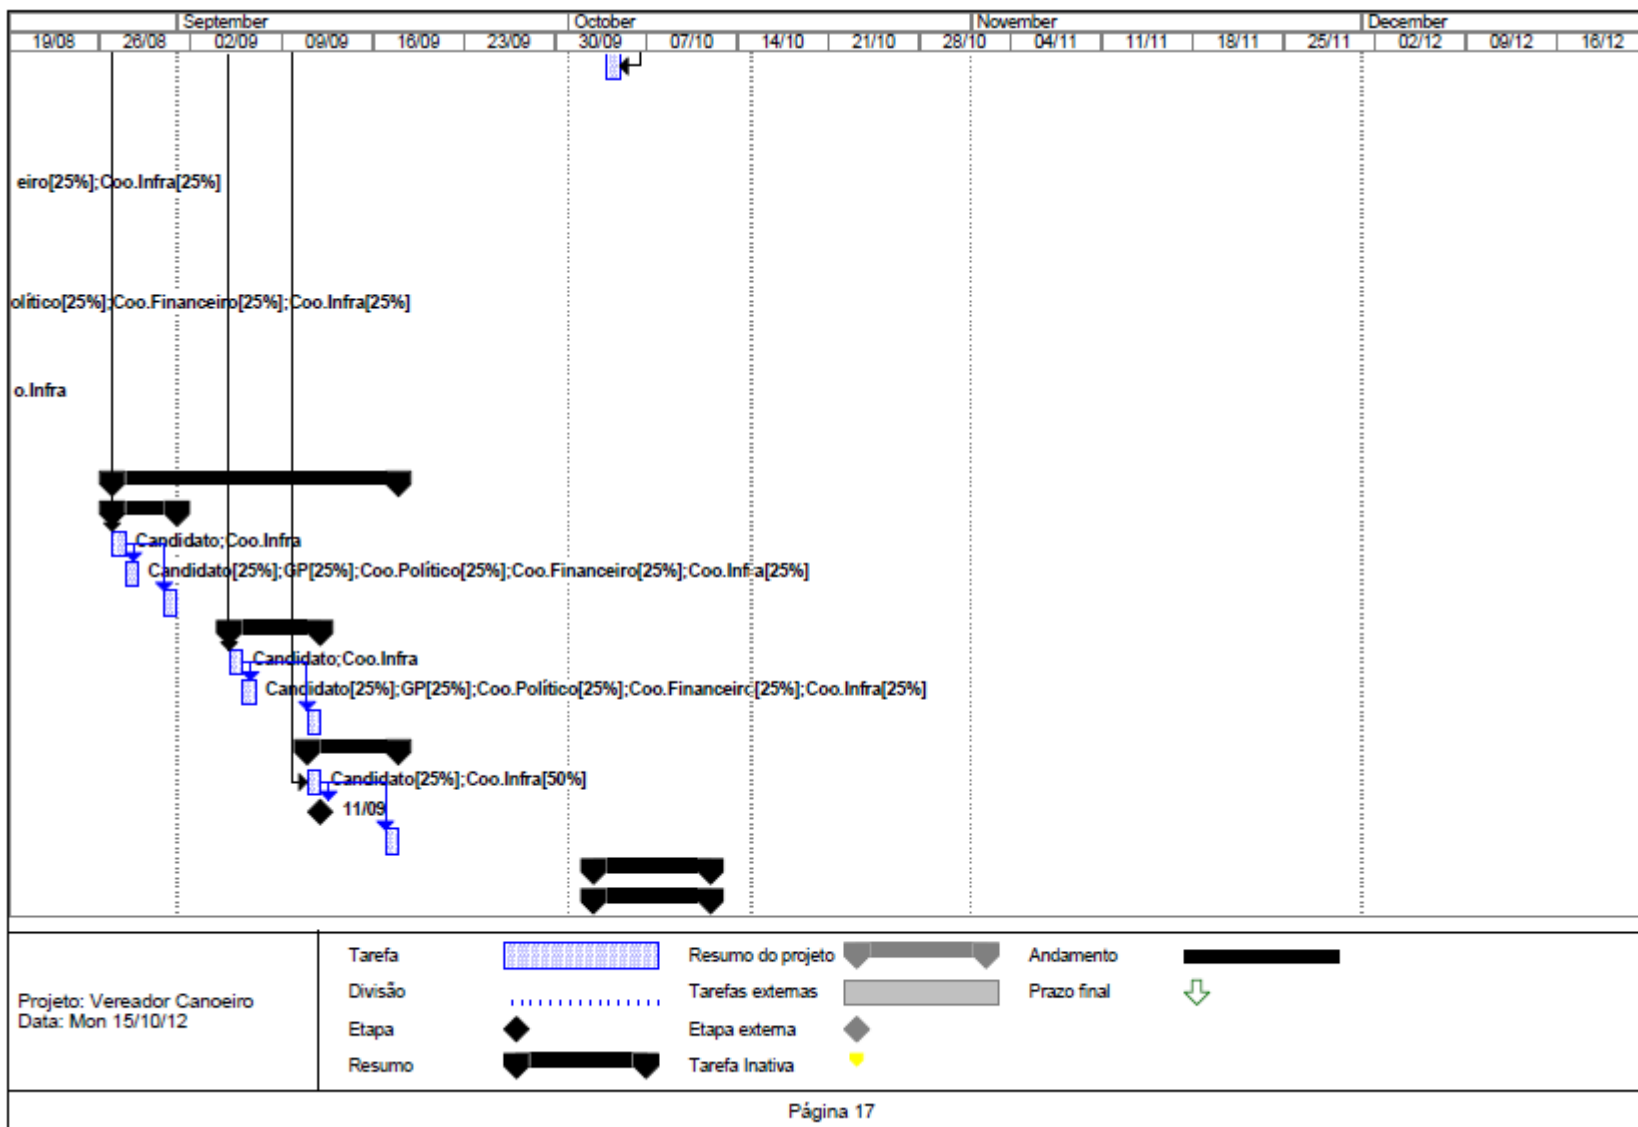 September October November December
19/08 26/08 02/09 09/09 16/09 23/09 30/09 07/10 14/10 21/10 28/10 04/11 11/11 18/11 25/11 02/12 09/12 16/12
eiro[25%];Coo.Infra[25%]
olítico[25%];Coo.Financeiro[25%];Coo.Infra[25%]
o.Infra
Candidato;Coo.Infra
Candidato[25%];GP[25%];Coo.Político[25%];Coo.Financeiro[25%];Coo.Infra[25%]
Candidato;Coo.Infra
Candidato[25%];GP[25%];Coo.Político[25%];Coo.Financeiro[25%];Coo.Infra[25%]
Candidato[25%];Coo.Infra[50%]
11/09
Projeto: Vereador Canoeiro
Data: Mon 15/10/12
Tarefa Resumo do projeto Andamento
Divisão Tarefas externas Prazo final
Etapa Etapa externa
Resumo Tarefa Inativa
Página 17